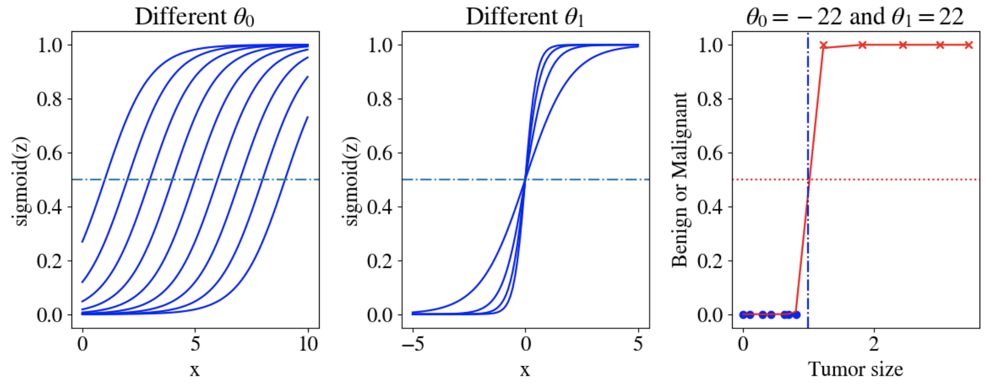 Different θ₀
1.0
0.8
0.6
0.4
0.2
0.0
sigmoid(z)
0 5 10
x
Different θ₁
1.0
0.8
0.6
0.4
0.2
0.0
sigmoid(z)
−5 0 5
x
θ₀ = − 22 and θ₁ = 22
1.0
0.8
0.6
0.4
0.2
0.0
Benign or Malignant
0 2
Tumor size